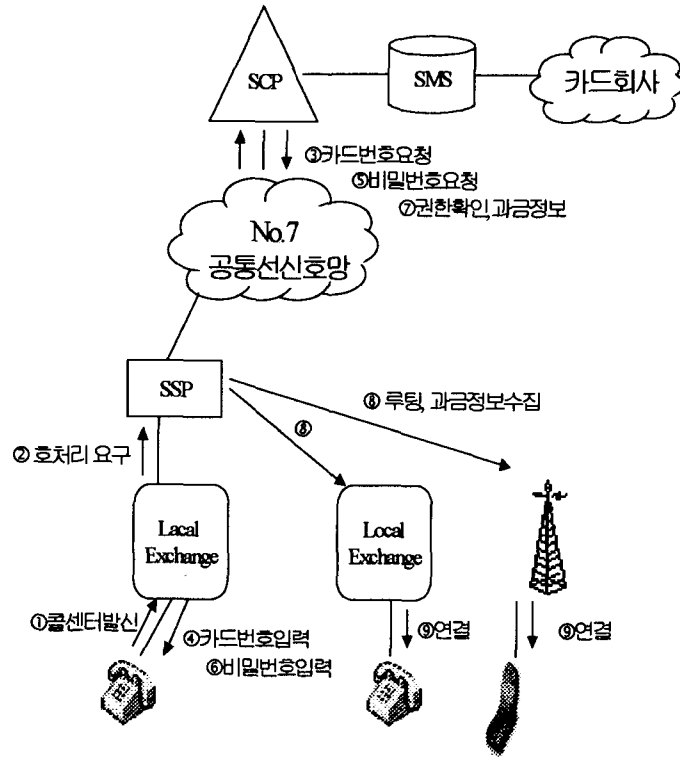 SCP
SMS
카드회사
③카드번호요청
⑤비밀번호요청
⑦권한확인,과금정보
No.7
공통선신호망
SSP
⑧ 루팅, 과금정보수집
⑧
② 호처리 요구
Lacal
Exchange
Local
Exchange
①콜센터발신
④카드번호입력
⑥비밀번호입력
⑨연결
⑨연결